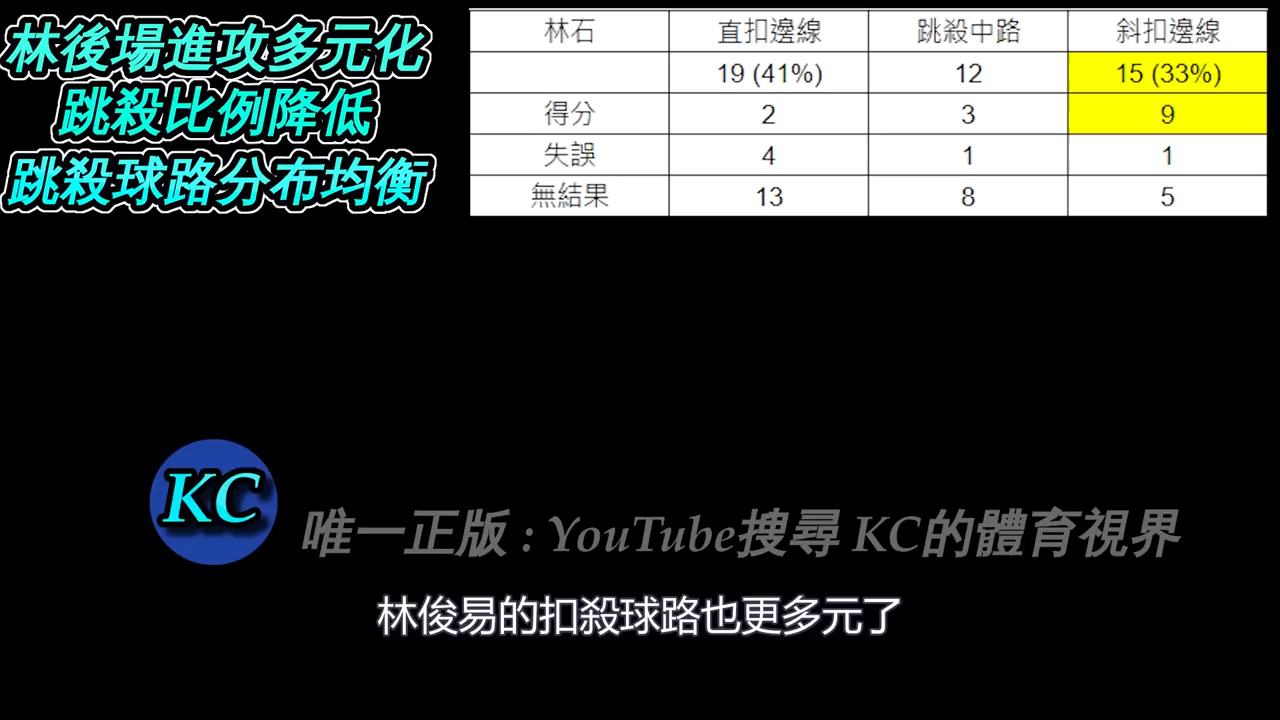 林後場進攻多元化
跳殺比例降低
跳殺球路分布均衡
林石 直扣邊線 跳殺中路 斜扣邊線
19 (41%) 12 15 (33%)
得分 2 3 9
失誤 4 1 1
無結果 13 8 5
KC
唯一正版 : YouTube搜尋 KC的體育視界
林俊易的扣殺球路也更多元了